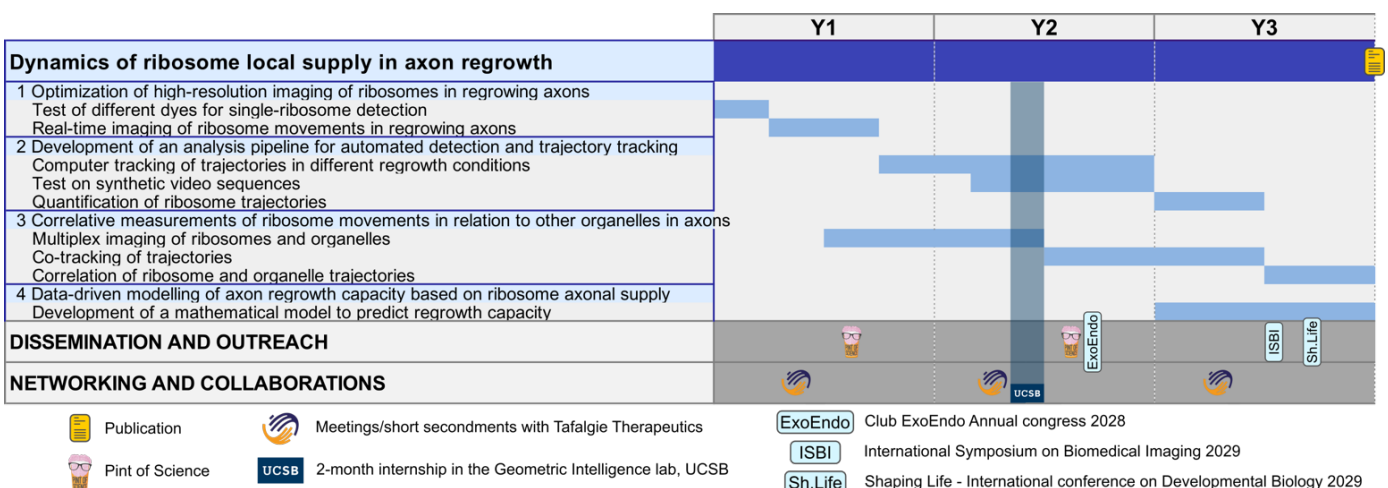 Y1 Y2 Y3
Dynamics of ribosome local supply in axon regrowth
1 Optimization of high-resolution imaging of ribosomes in regrowing axons
Test of different dyes for single-ribosome detection
Real-time imaging of ribosome movements in regrowing axons
2 Development of an analysis pipeline for automated detection and trajectory tracking
Computer tracking of trajectories in different regrowth conditions
Test on synthetic video sequences
Quantification of ribosome trajectories
3 Correlative measurements of ribosome movements in relation to other organelles in axons
Multiplex imaging of ribosomes and organelles
Co-tracking of trajectories
Correlation of ribosome and organelle trajectories
4 Data-driven modelling of axon regrowth capacity based on ribosome axonal supply
Development of a mathematical model to predict regrowth capacity
DISSEMINATION AND OUTREACH
PINT OF SCIENCE
PINT OF SCIENCE
ExoEndo
ISBI
Sh.Life
NETWORKING AND COLLABORATIONS
UCSB
Publication
PINT OF SCIENCE Pint of Science
Meetings/short secondments with Tafalgie Therapeutics
UCSB 2-month internship in the Geometric Intelligence lab, UCSB
ExoEndo Club ExoEndo Annual congress 2028
ISBI International Symposium on Biomedical Imaging 2029
Sh.Life Shaping Life - International conference on Developmental Biology 2029